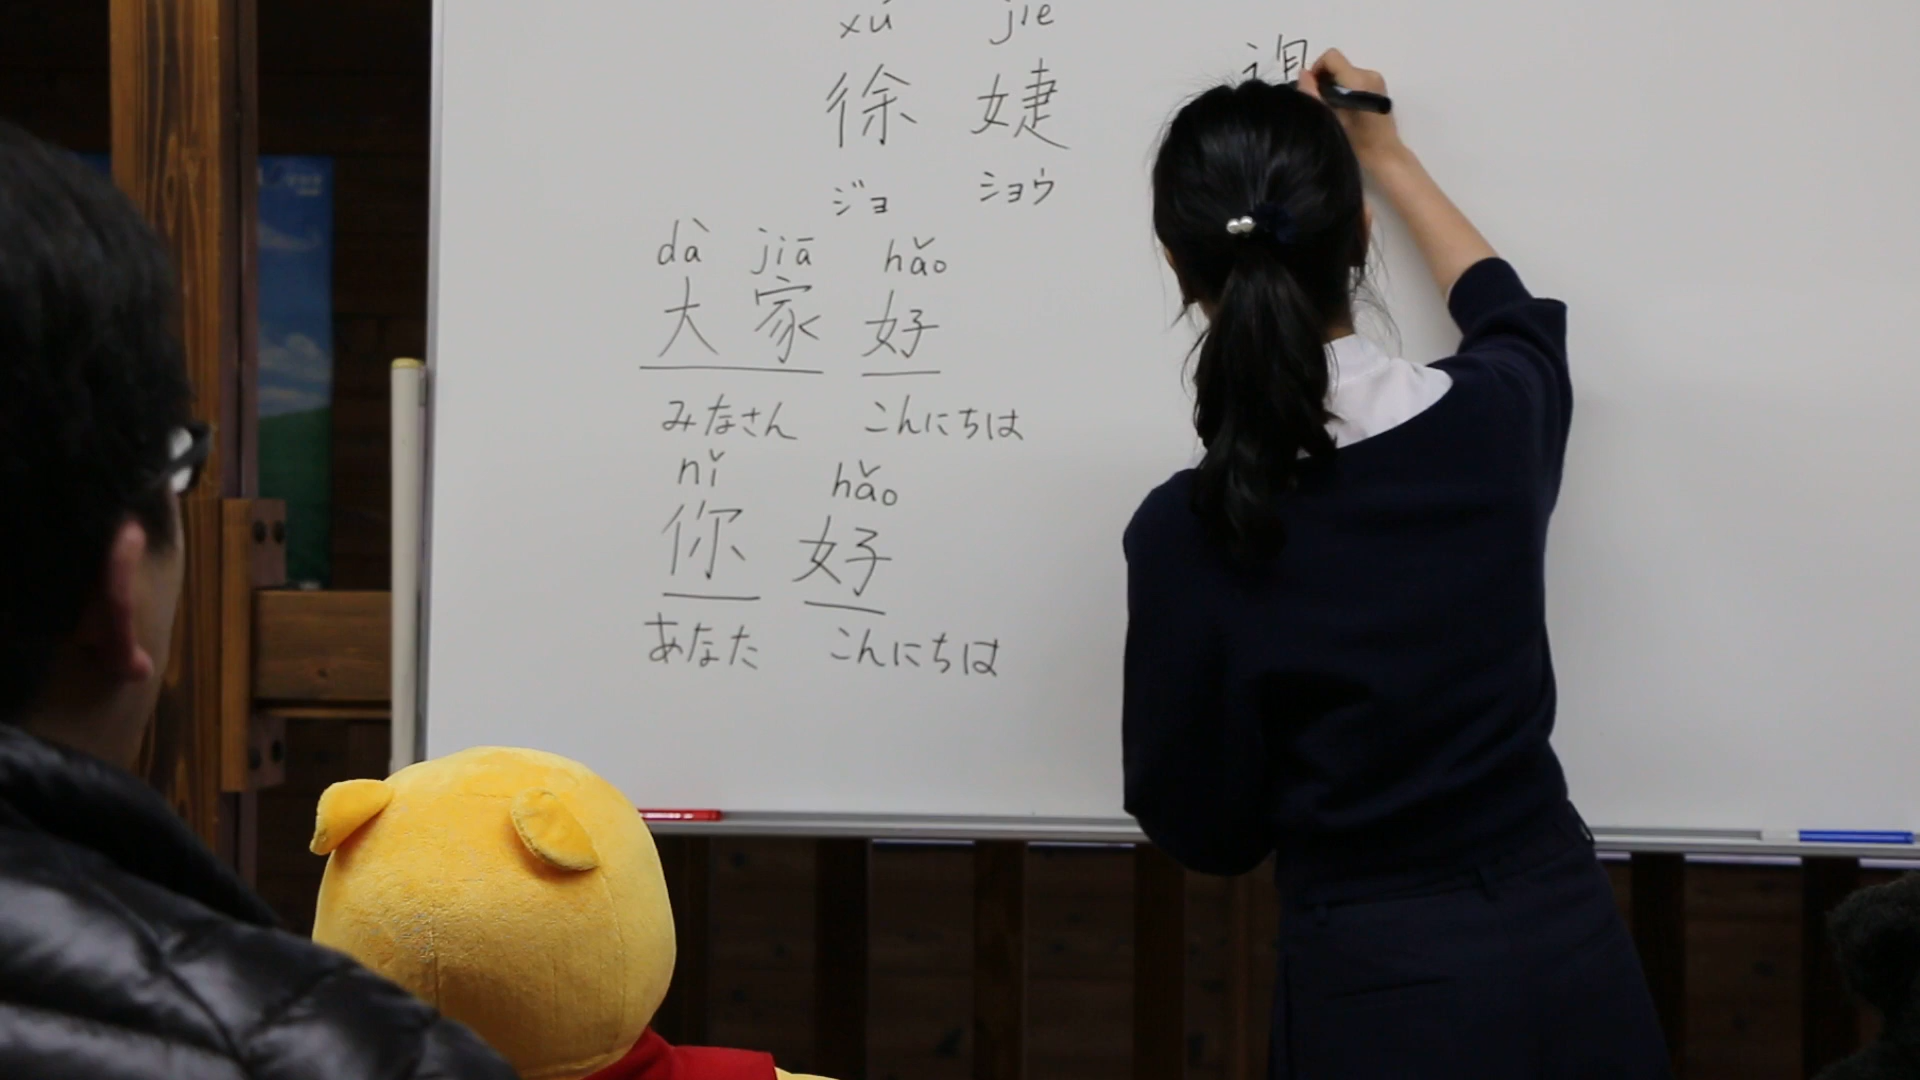 xú jié
徐 婕
ジョ ショウ
dà jiā hǎo
大 家 好
みなさん こんにちは
nǐ hǎo
你 好
あなた こんにちは